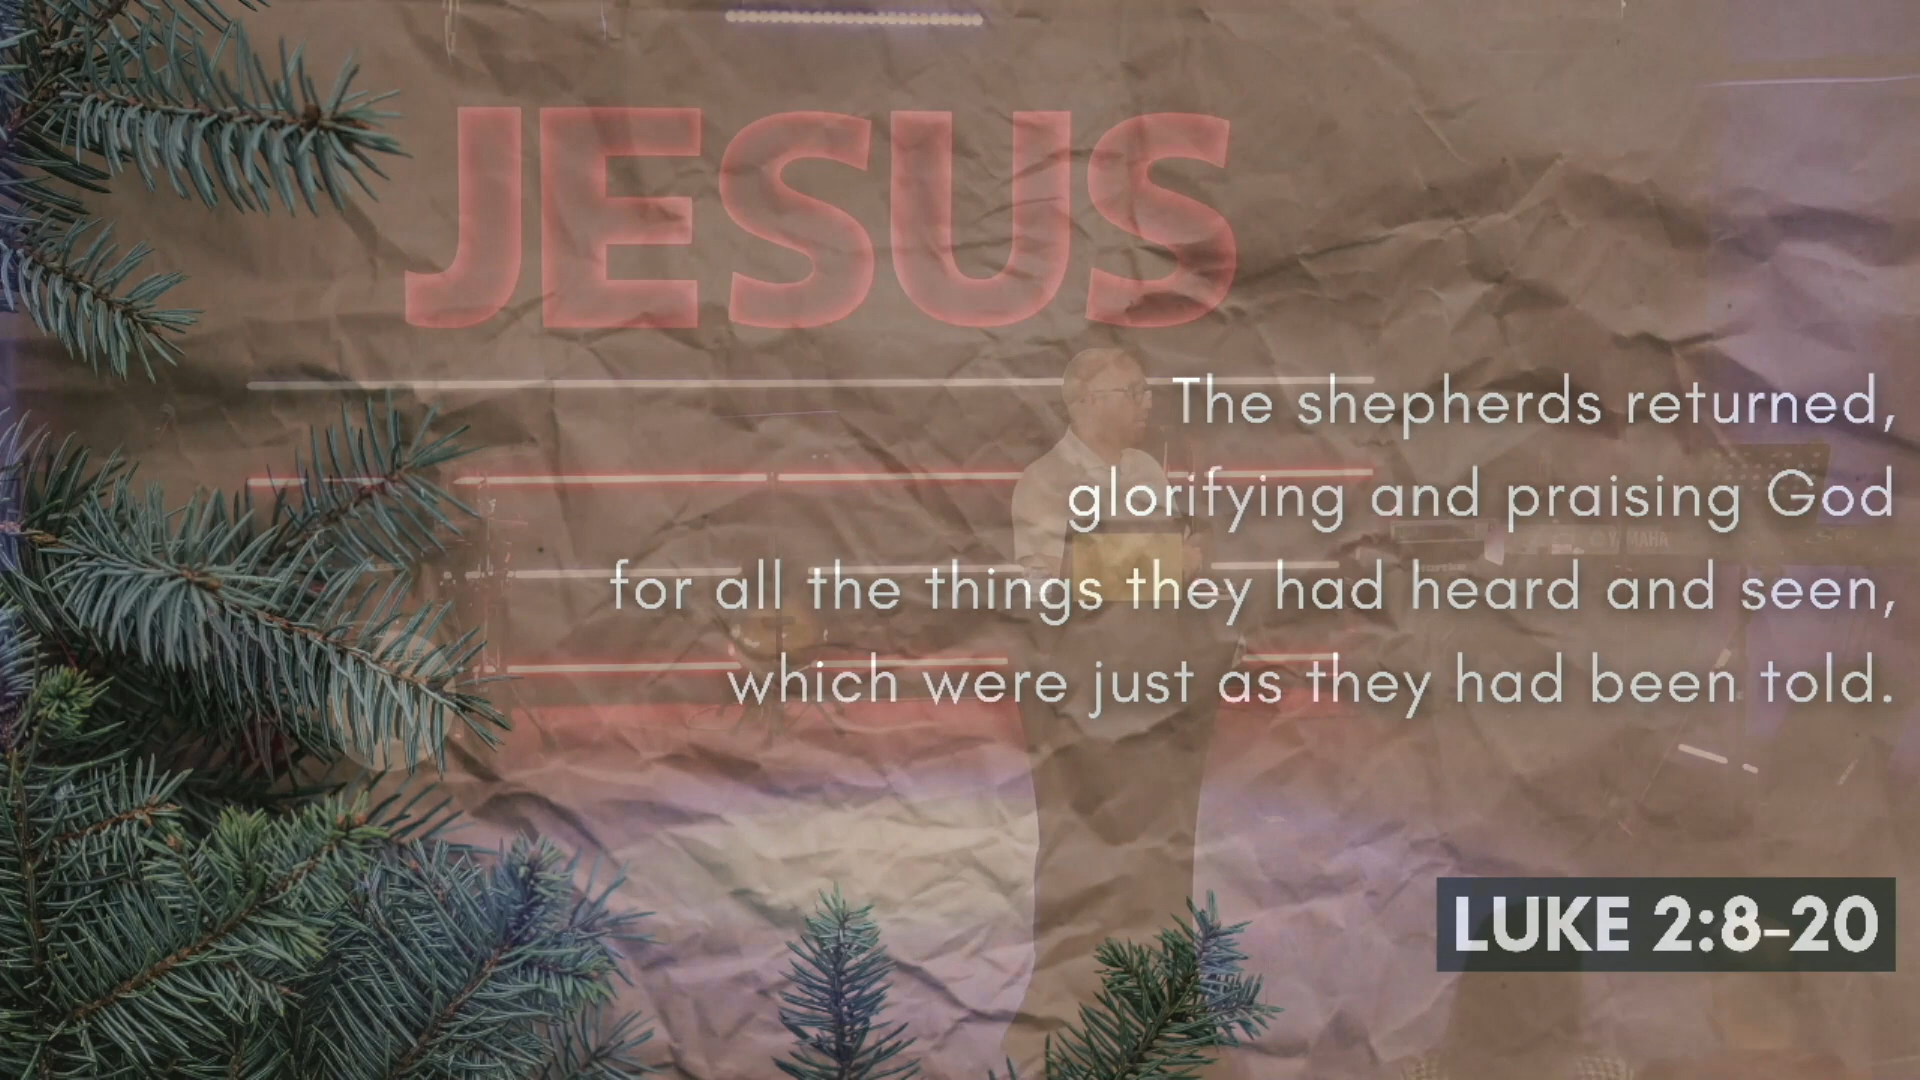 JESUS
The shepherds returned,
glorifying and praising God
for all the things they had heard and seen,
which were just as they had been told.
YAMAHA
LUKE 2:8-20